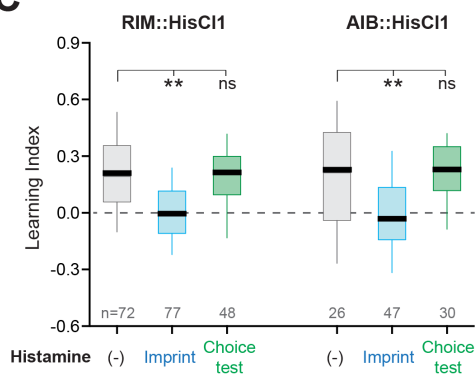 C
RIM::HisCl1 AIB::HisCl1
** ns ** ns
Learning Index
0.9
0.6
0.3
0.0
-0.3
-0.6
n=72 77 48 26 47 30
Histamine (-) Imprint Choice test (-) Imprint Choice test